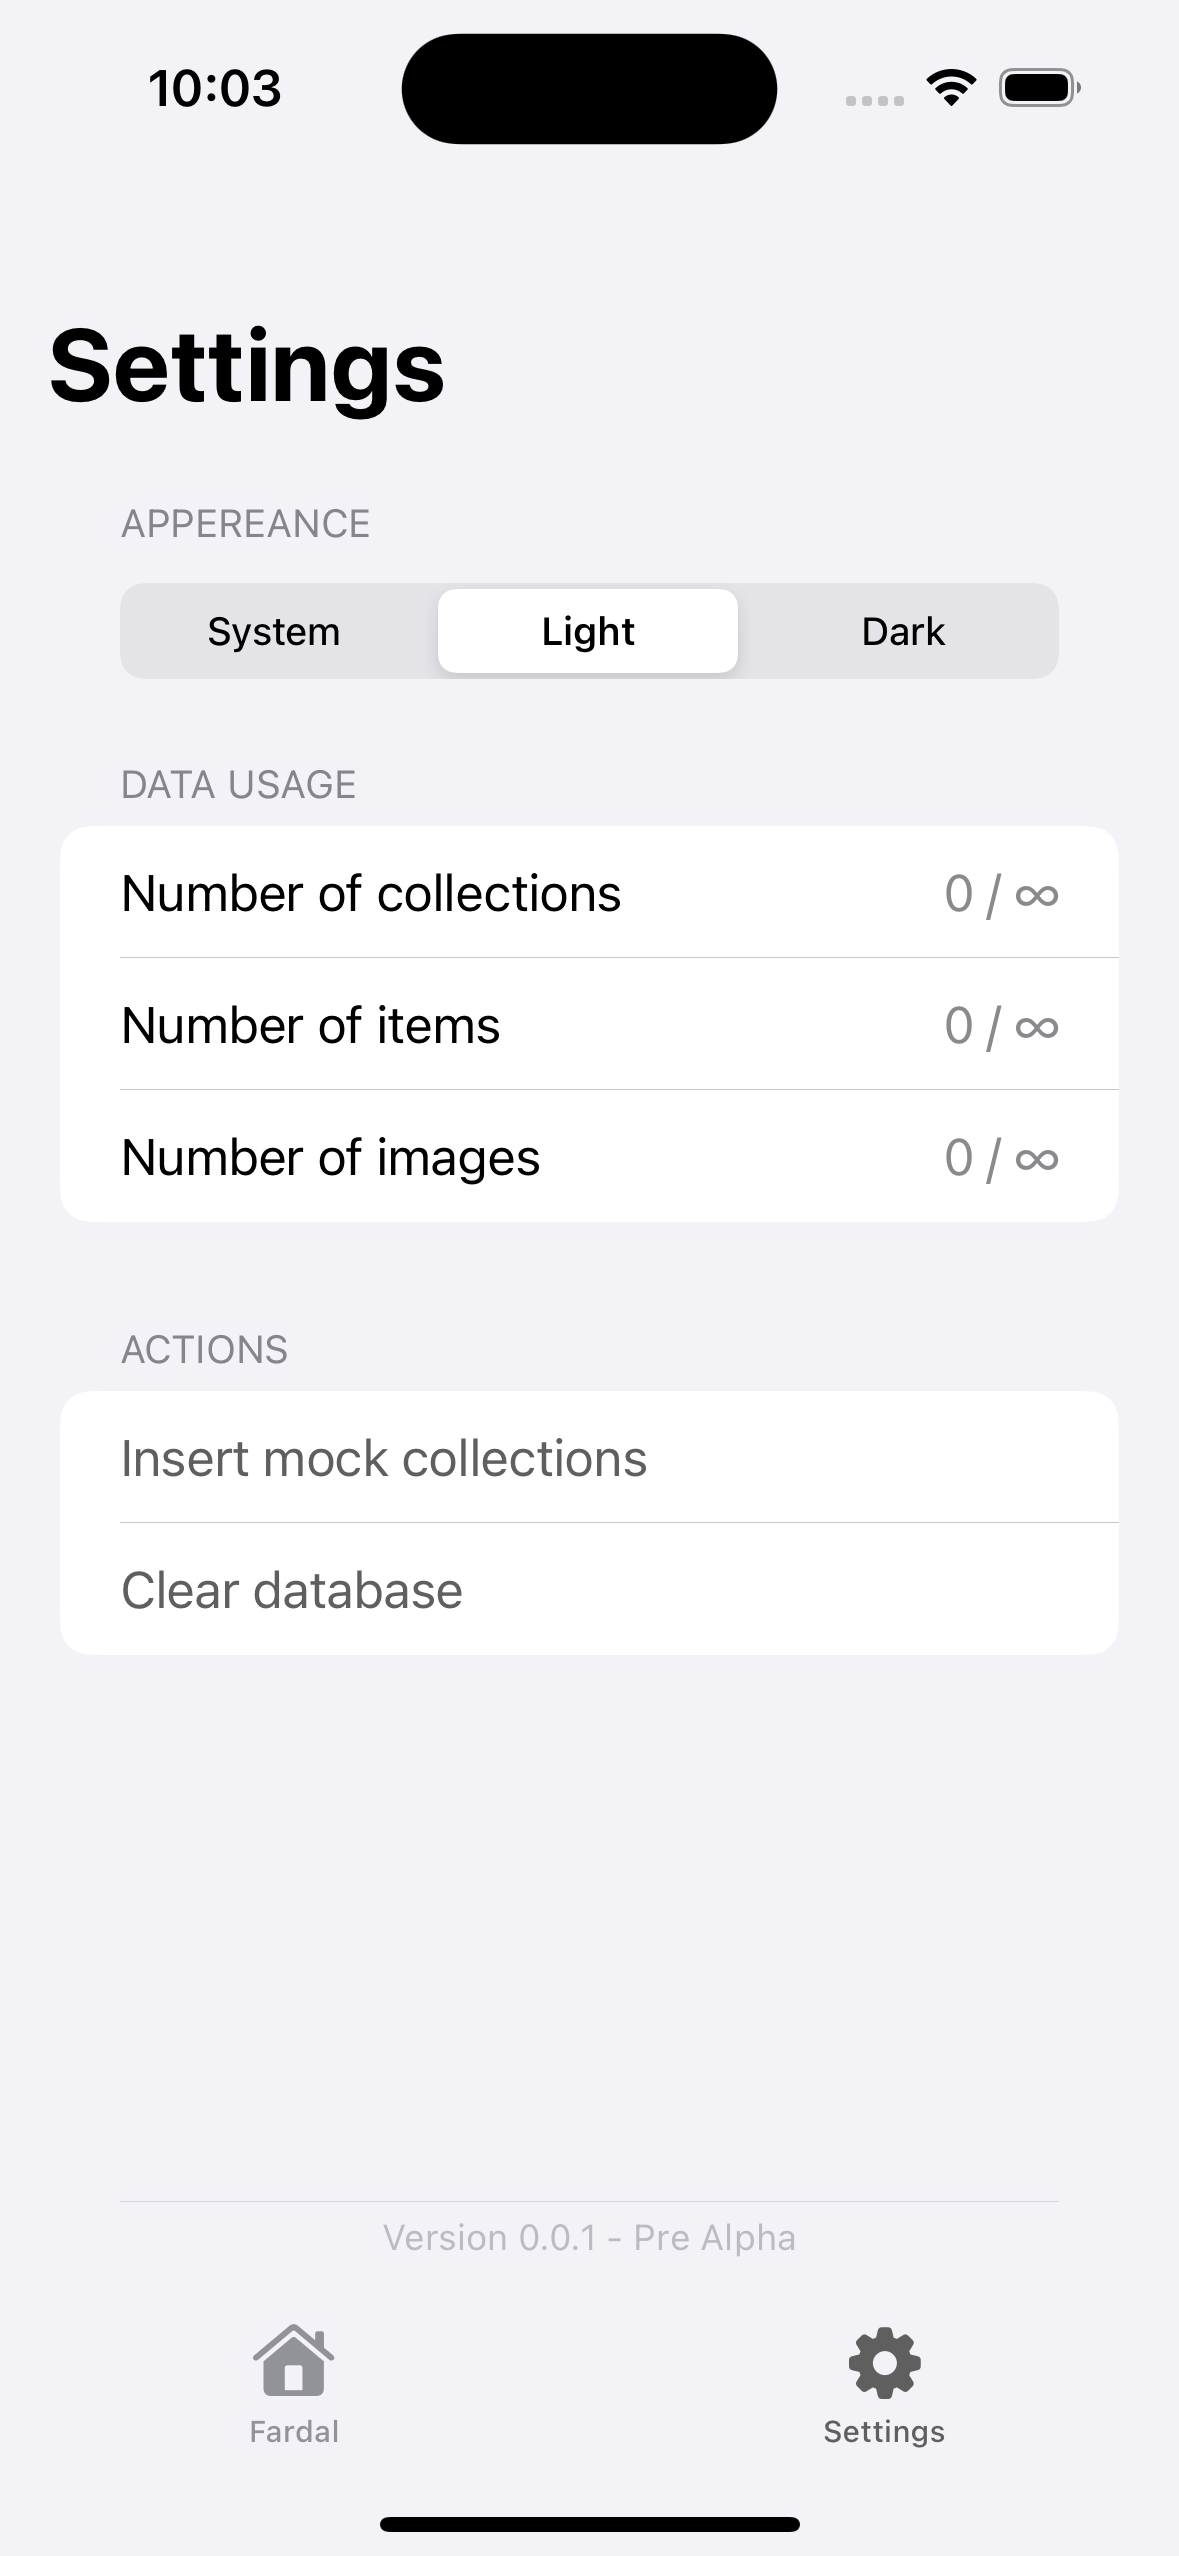 10:03
Settings
APPEREANCE
System Light Dark
DATA USAGE
Number of collections 0 / ∞
Number of items 0 / ∞
Number of images 0 / ∞
ACTIONS
Insert mock collections
Clear database
Version 0.0.1 - Pre Alpha
Fardal Settings